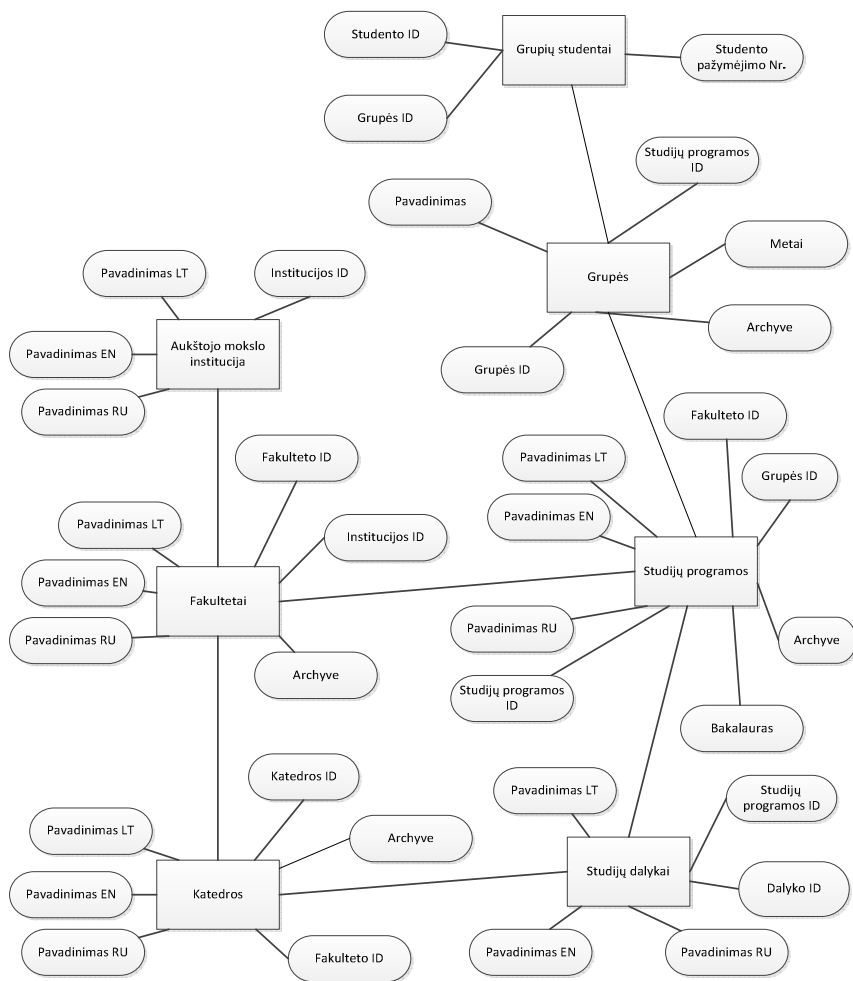 Studento ID
Grupių studentai
Studento
pažymėjimo Nr.
Grupės ID
Studijų programos
ID
Pavadinimas
Metai
Grupės
Archyve
Grupės ID
Pavadinimas LT
Institucijos ID
Aukštojo mokslo
institucija
Pavadinimas EN
Pavadinimas RU
Fakulteto ID
Pavadinimas LT
Grupės ID
Pavadinimas EN
Studijų programos
Pavadinimas RU
Studijų programos
ID
Archyve
Bakalauras
Fakulteto ID
Pavadinimas LT
Institucijos ID
Pavadinimas EN
Fakultetai
Pavadinimas RU
Archyve
Katedros ID
Pavadinimas LT
Archyve
Pavadinimas EN
Katedros
Pavadinimas RU
Fakulteto ID
Pavadinimas LT
Studijų
programos ID
Studijų dalykai
Dalyko ID
Pavadinimas EN
Pavadinimas RU